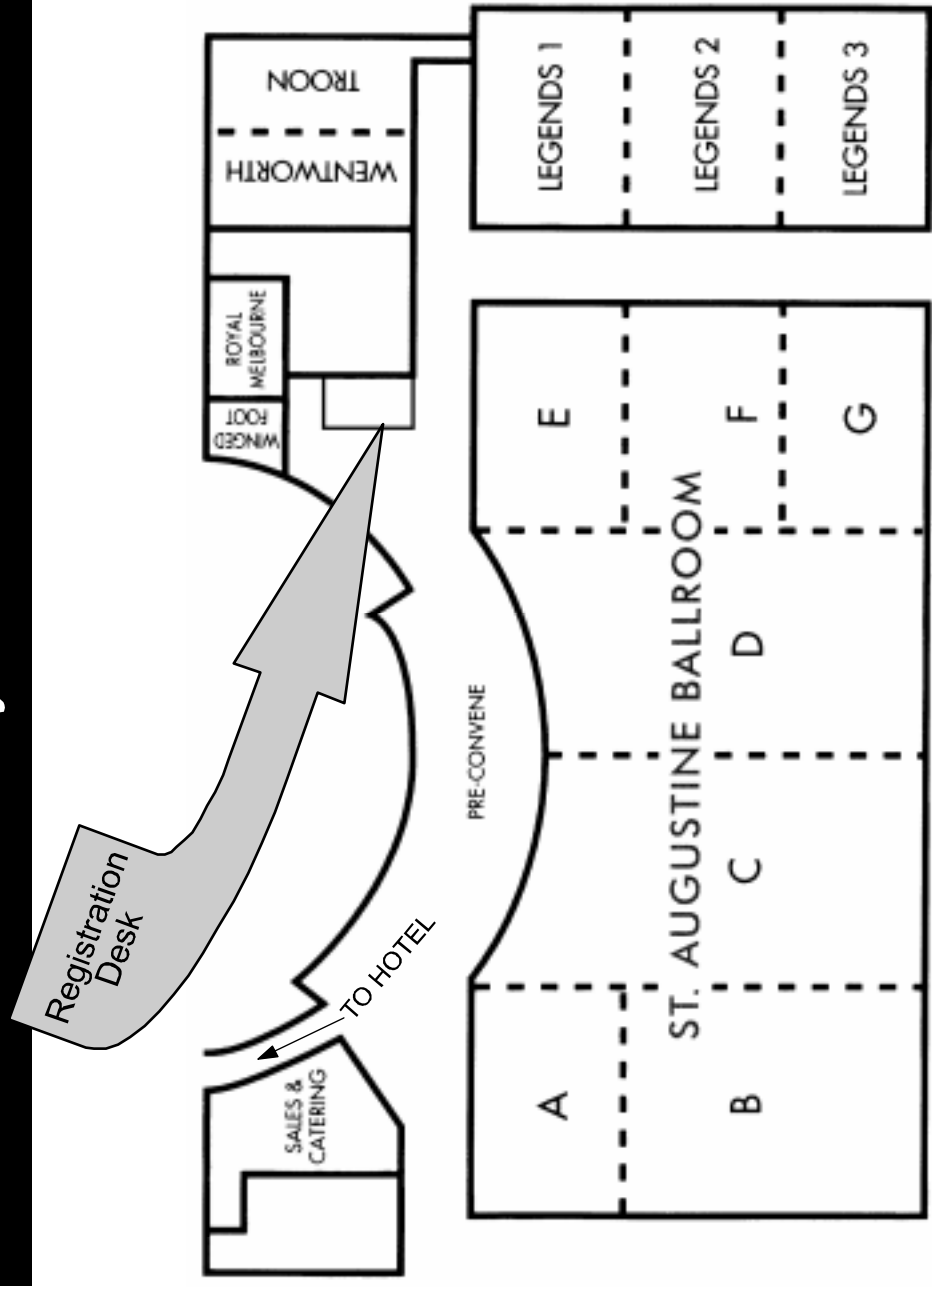 TROON
WENTWORTH
ROYAL
MELBOURNE
WINGED
FOOT
LEGENDS 1
LEGENDS 2
LEGENDS 3
E
F
G
D
C
ST. AUGUSTINE BALLROOM
PRE-CONVENE
A
B
TO HOTEL
SALES &
CATERING
Registration
Desk